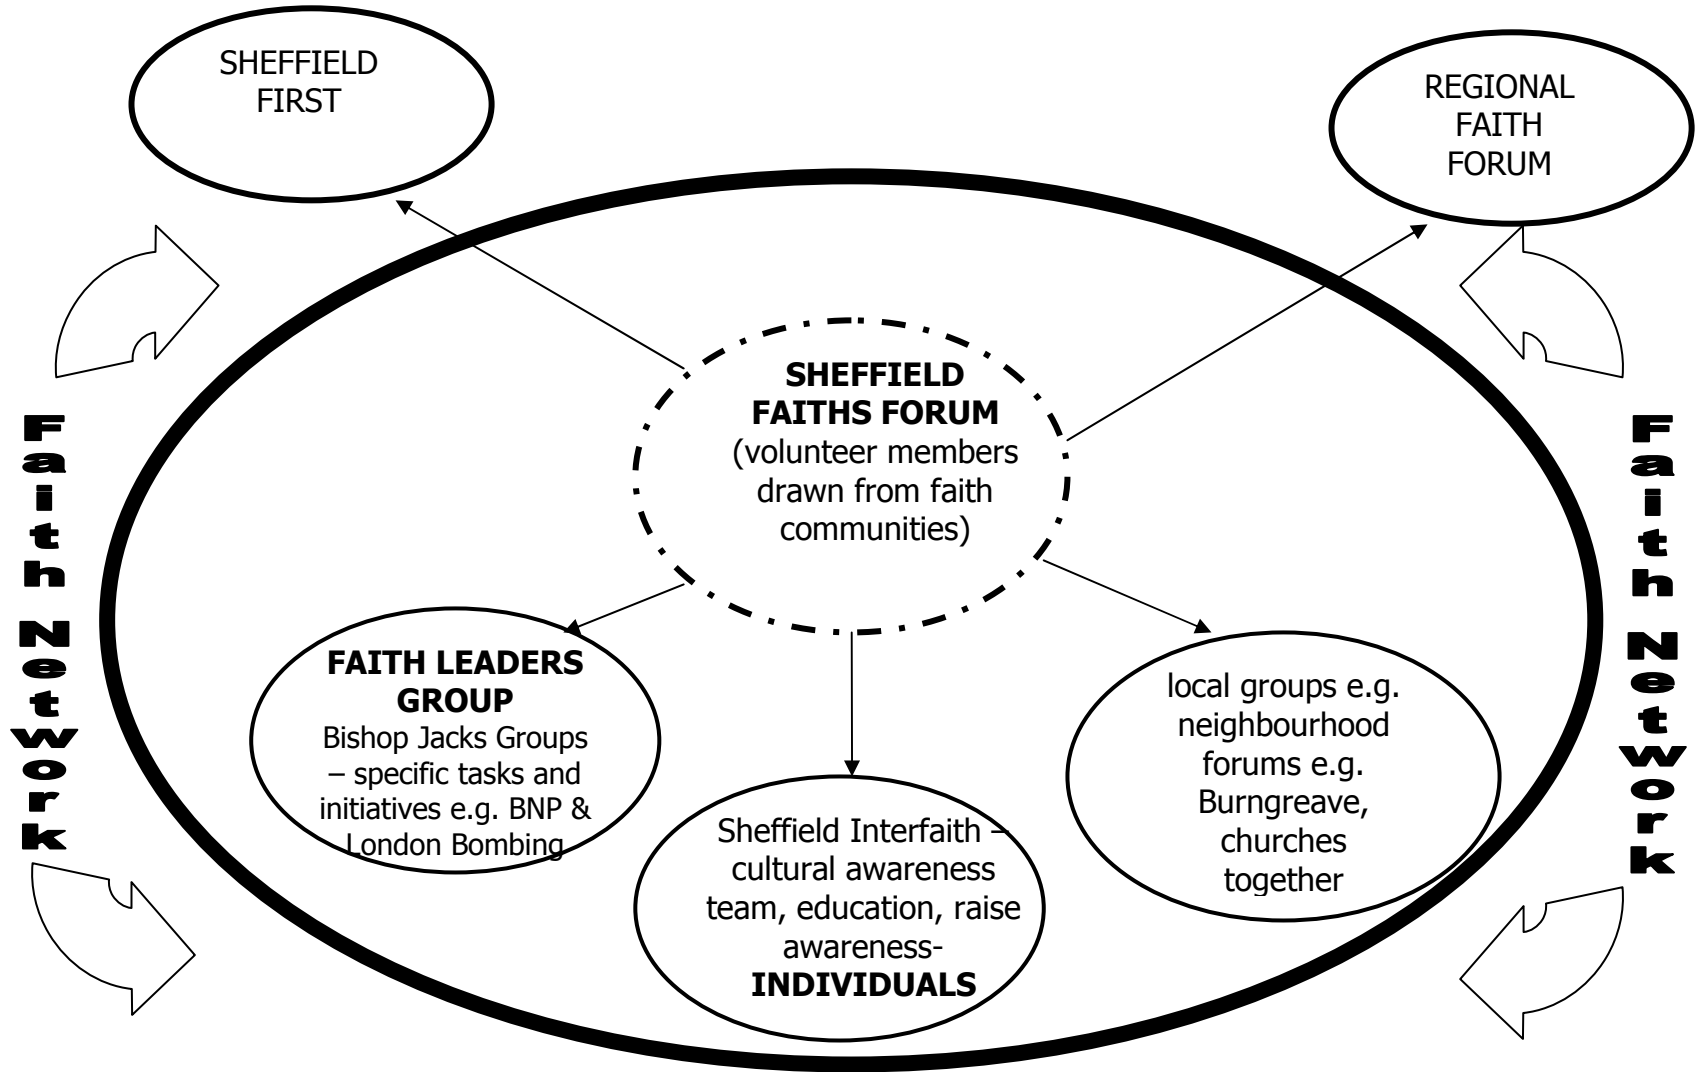 SHEFFIELD
FIRST
REGIONAL
FAITH
FORUM
SHEFFIELD
FAITHS FORUM
(volunteer members
drawn from faith
communities)
Faith Network
Faith Network
FAITH LEADERS
GROUP
Bishop Jacks Groups
– specific tasks and
initiatives e.g. BNP &
London Bombing
Sheffield Interfaith –
cultural awareness
team, education, raise
awareness-
INDIVIDUALS
local groups e.g.
neighbourhood
forums e.g.
Burngreave,
churches
together